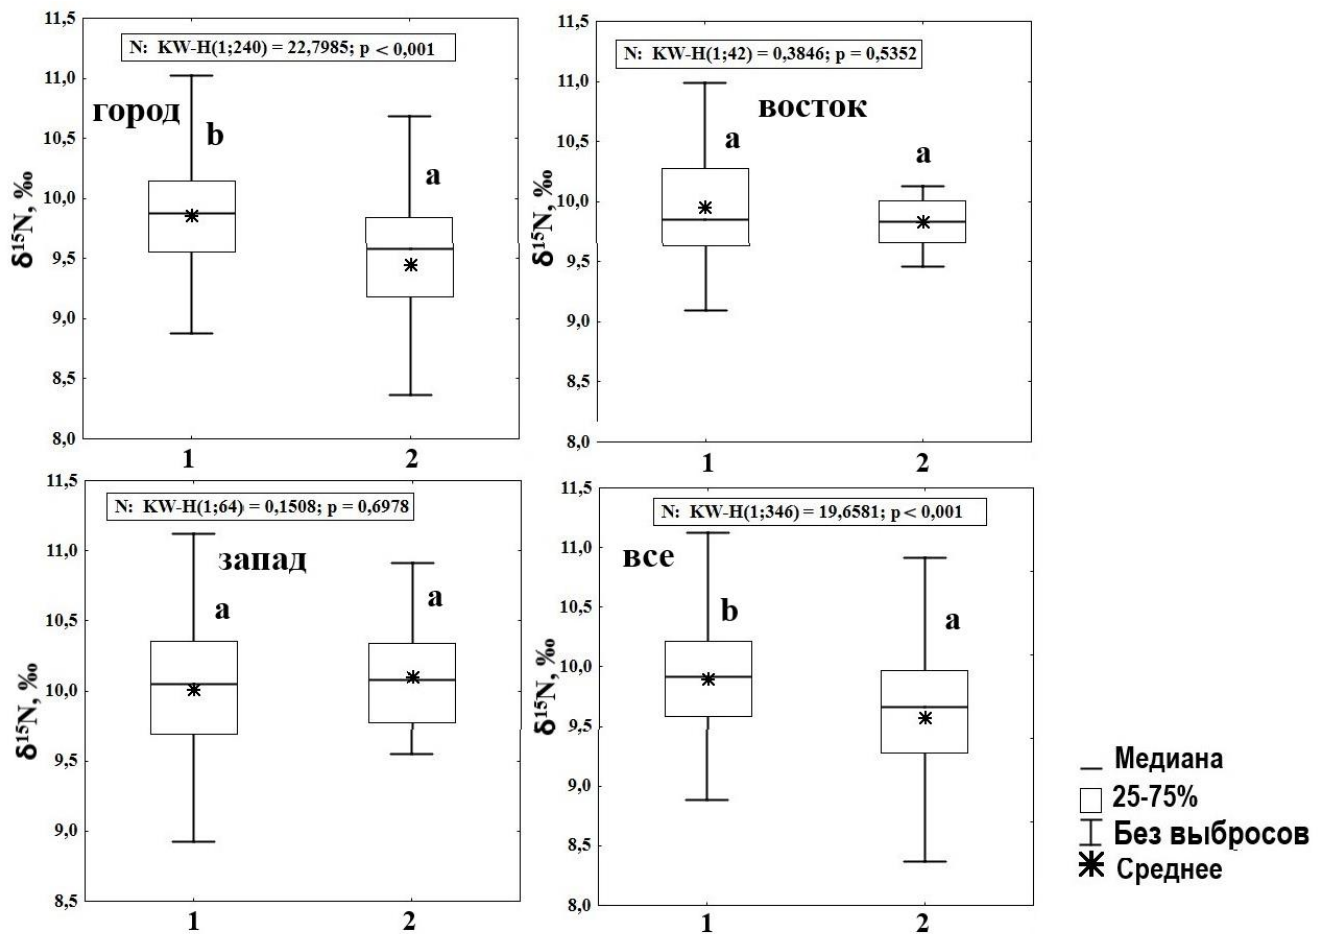 N: KW-H(1;240) = 22,7985; p < 0,001
город
b
a
δ¹⁵N, ‰
11,5
11,0
10,5
10,0
9,5
9,0
8,5
8,0
1
2
N: KW-H(1;42) = 0,3846; p = 0,5352
восток
a
a
δ¹⁵N, ‰
11,5
11,0
10,5
10,0
9,5
9,0
8,5
8,0
1
2
N: KW-H(1;64) = 0,1508; p = 0,6978
запад
a
a
δ¹⁵N, ‰
11,5
11,0
10,5
10,0
9,5
9,0
8,5
1
2
N: KW-H(1;346) = 19,6581; p < 0,001
все
b
a
δ¹⁵N, ‰
11,5
11,0
10,5
10,0
9,5
9,0
8,5
8,0
1
2
Медиана
25-75%
Без выбросов
Среднее